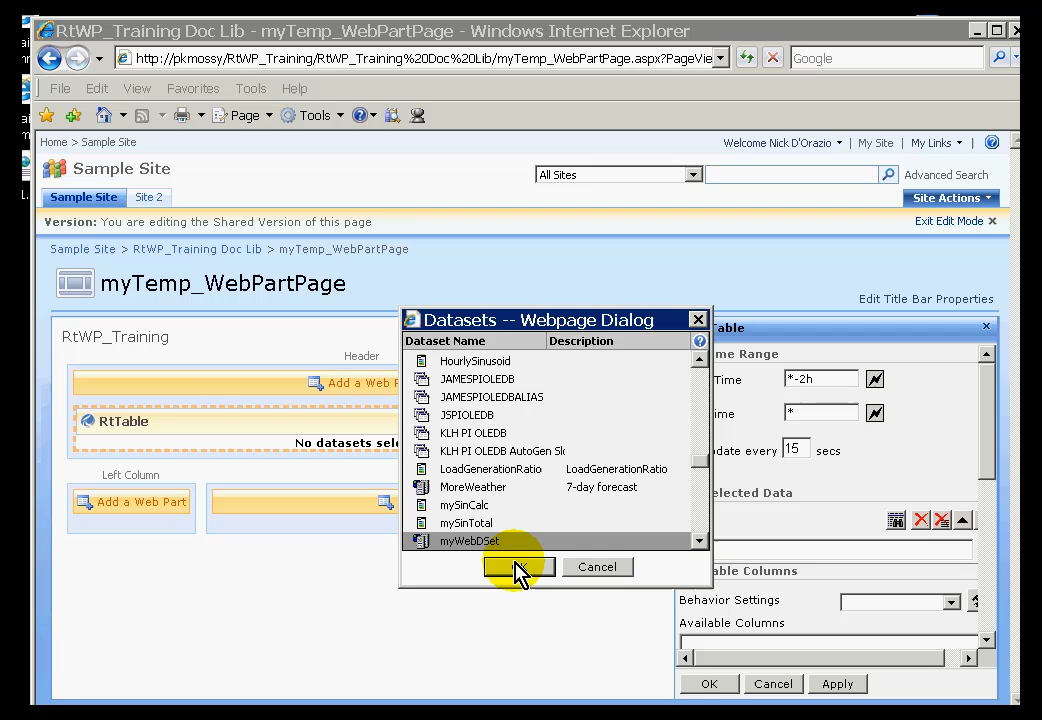 RtWP_Training Doc Lib - myTemp_WebPartPage - Windows Internet Explorer
http://pkmossy/RtWP_Training/RtWP_Training%20Doc%20Lib/myTemp_WebPartPage.aspx?PageVie
Google
File Edit View Favorites Tools Help
Page Tools
Home > Sample Site
Welcome Nick D'Orazio | My Site | My Links |
Sample Site
All Sites
Advanced Search
Sample Site Site 2
Site Actions
Version: You are editing the Shared Version of this page
Exit Edit Mode
Sample Site > RtWP_Training Doc Lib > myTemp_WebPartPage
myTemp_WebPartPage
Edit Title Bar Properties
RtWP_Training
Header
Add a Web P
RtTable
No datasets sele
Left Column
Add a Web Part
Datasets -- Webpage Dialog
Dataset Name Description
HourlySinusoid
JAMESPIOLEDB
JAMESPIOLEDBALIAS
JSPIOLEDB
KLH PI OLEDB
KLH PI OLEDB AutoGen Slo
LoadGenerationRatio LoadGenerationRatio
MoreWeather 7-day forecast
mySinCalc
mySinTotal
myWebDSet
Cancel
able
me Range
Time *-2h
ime *
date every 15 secs
elected Data
able Columns
Behavior Settings
Available Columns
OK Cancel Apply